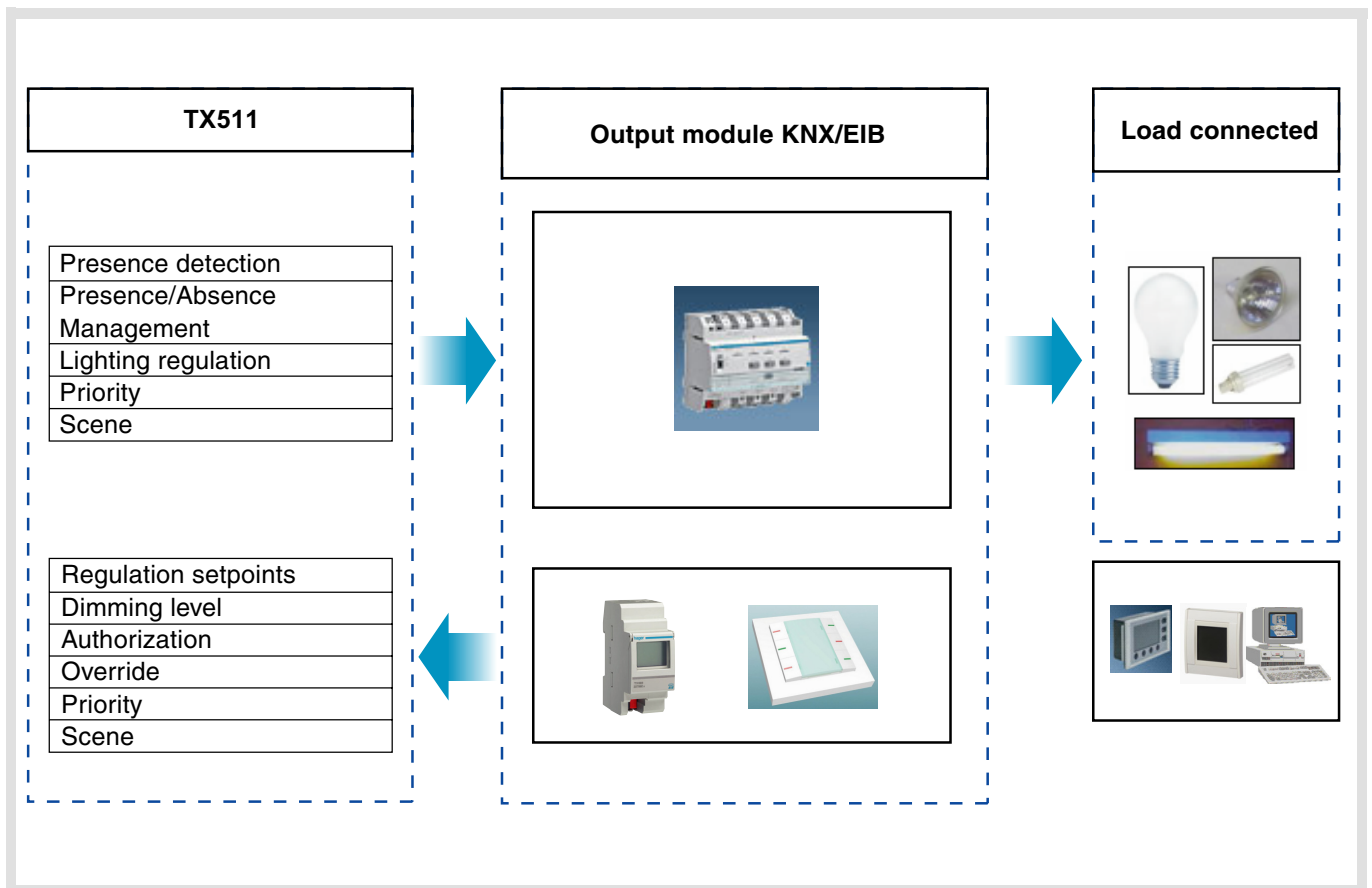 TX511
Output module KNX/EIB
Load connected
Presence detection
Presence/Absence
Management
Lighting regulation
Priority
Scene
Regulation setpoints
Dimming level
Authorization
Override
Priority
Scene